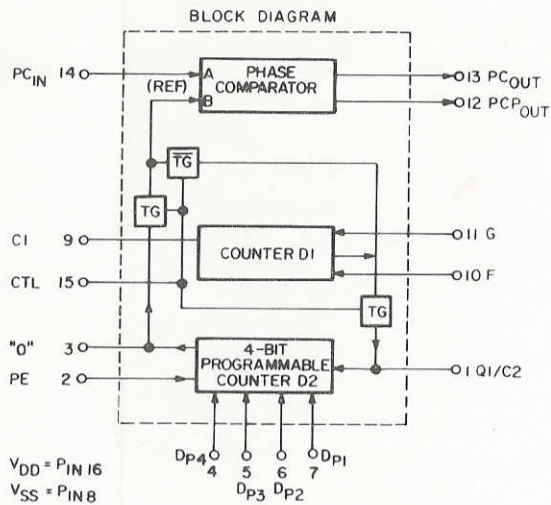 BLOCK DIAGRAM
PCIN 14
A PHASE COMPARATOR
13 PCOUT
(REF)
B
12 PCPOUT
T̅G̅
TG
C1 9
COUNTER D1
11 G
CTL 15
10 F
TG
"0" 3
4-BIT PROGRAMMABLE COUNTER D2
1 Q1/C2
PE 2
DP4 DP1
4 5 6 7
DP3 DP2
VDD = PIN 16
VSS = PIN 8